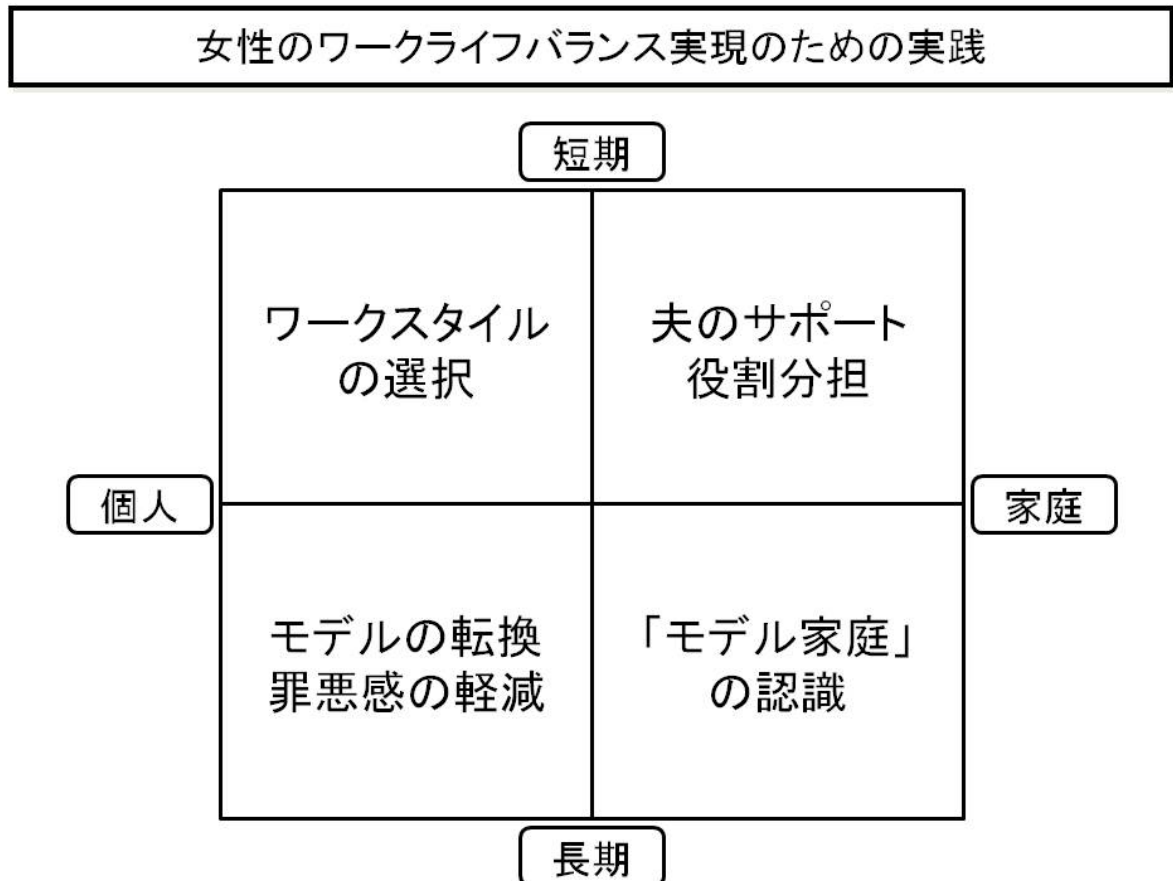 女性のワークライフバランス実現のための実践
短期
ワークスタイル
の選択
夫のサポート
役割分担
個人
家庭
モデルの転換
罪悪感の軽減
「モデル家庭」
の認識
長期